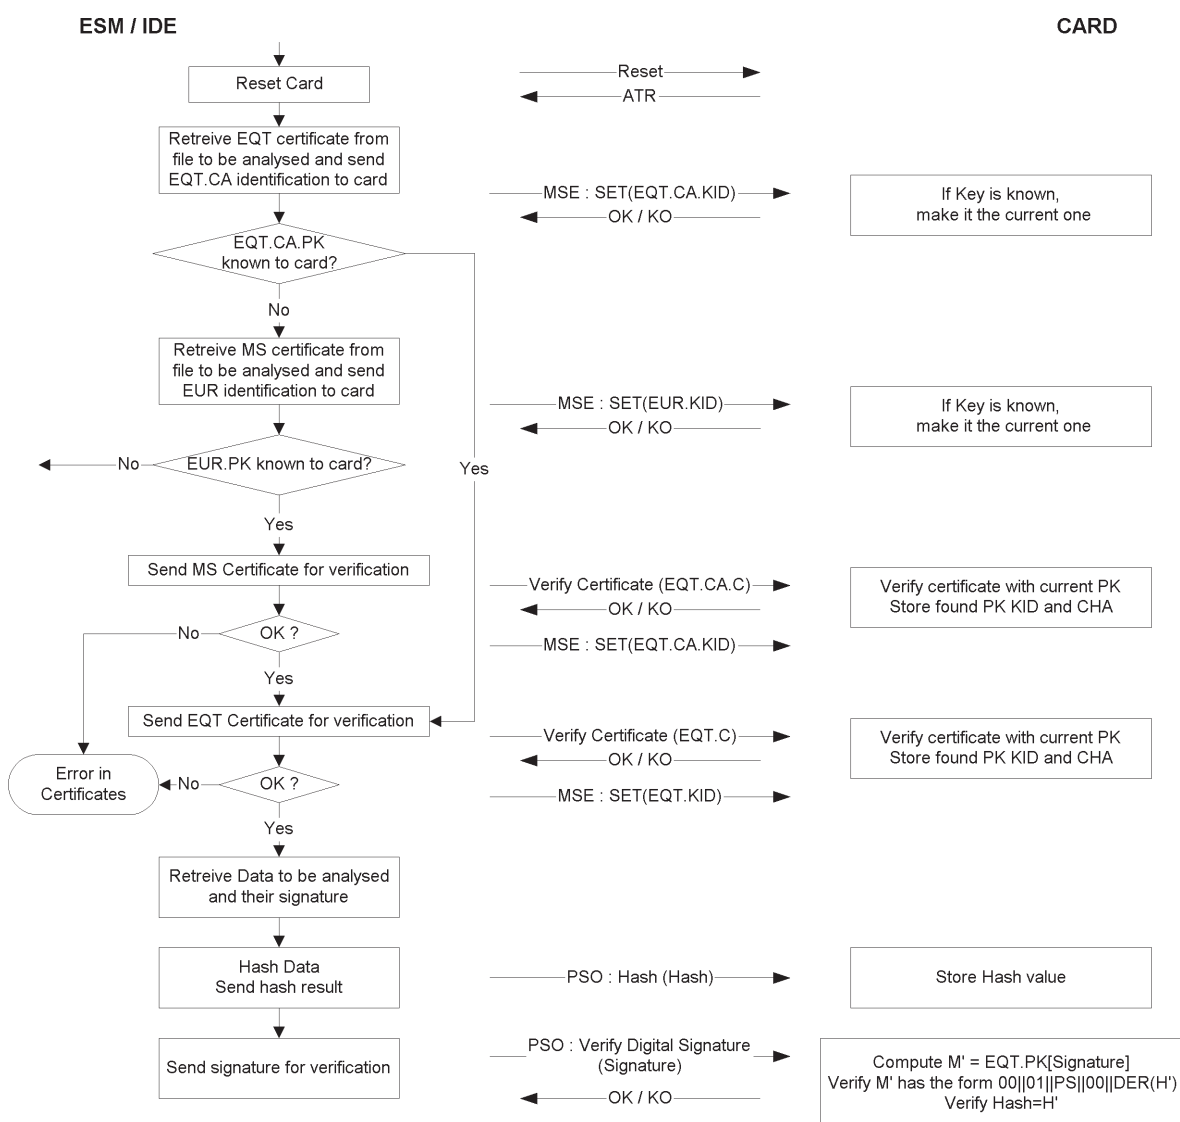 ESM / IDE
CARD
Reset Card
Reset
ATR
Retreive EQT certificate from
file to be analysed and send
EQT.CA identification to card
MSE : SET(EQT.CA.KID)
OK / KO
If Key is known,
make it the current one
EQT.CA.PK
known to card?
No
Retreive MS certificate from
file to be analysed and send
EUR identification to card
MSE : SET(EUR.KID)
OK / KO
If Key is known,
make it the current one
No
EUR.PK known to card?
Yes
Yes
Send MS Certificate for verification
Verify Certificate (EQT.CA.C)
OK / KO
Verify certificate with current PK
Store found PK KID and CHA
No
OK ?
MSE : SET(EQT.CA.KID)
Yes
Send EQT Certificate for verification
Verify Certificate (EQT.C)
OK / KO
Verify certificate with current PK
Store found PK KID and CHA
Error in
Certificates
No
OK ?
MSE : SET(EQT.KID)
Yes
Retreive Data to be analysed
and their signature
Hash Data
Send hash result
PSO : Hash (Hash)
Store Hash value
Send signature for verification
PSO : Verify Digital Signature
(Signature)
OK / KO
Compute M' = EQT.PK[Signature]
Verify M' has the form 00||01||PS||00||DER(H')
Verify Hash=H'